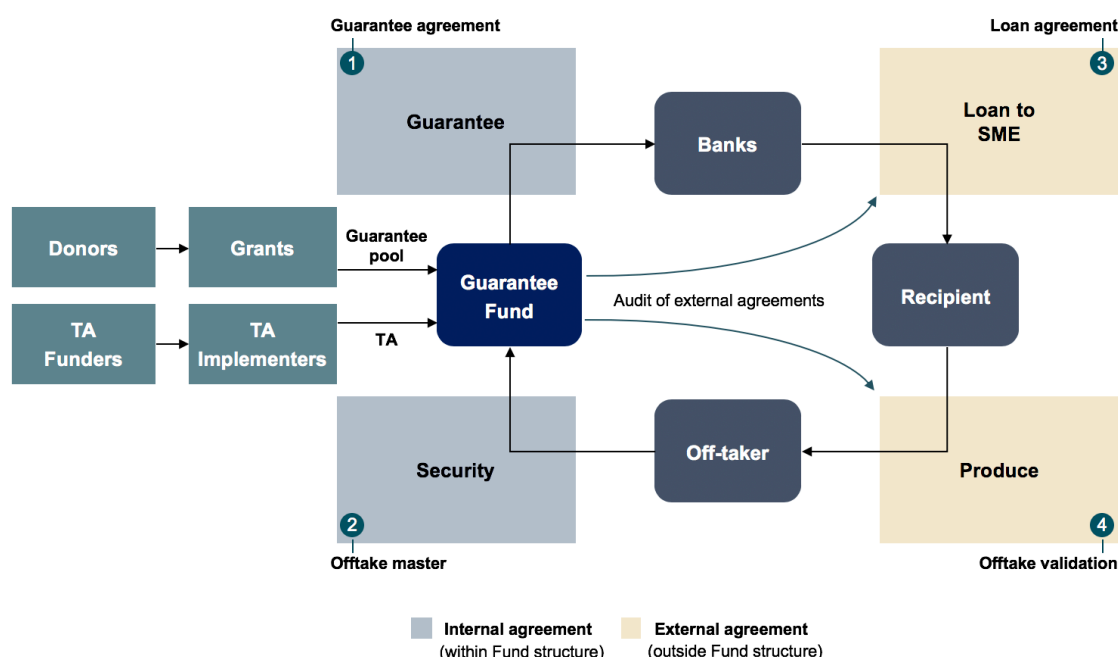 Guarantee agreement
Loan agreement
1
3
Guarantee
Banks
Loan to
SME
Donors
Grants
Guarantee
pool
Guarantee
Fund
Recipient
Audit of external agreements
TA
Funders
TA
Implementers
TA
Security
Off-taker
Produce
2
4
Offtake master
Offtake validation
Internal agreement
(within Fund structure)
External agreement
(outside Fund structure)